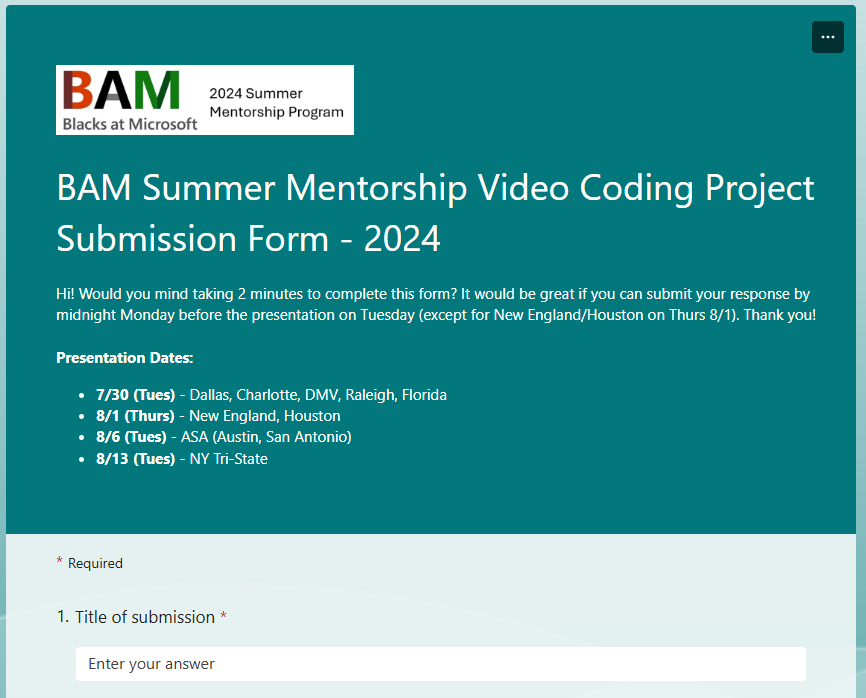 ...
BAM
Blacks at Microsoft
2024 Summer
Mentorship Program
BAM Summer Mentorship Video Coding Project
Submission Form - 2024
Hi! Would you mind taking 2 minutes to complete this form? It would be great if you can submit your response by
midnight Monday before the presentation on Tuesday (except for New England/Houston on Thurs 8/1). Thank you!
Presentation Dates:
• 7/30 (Tues) - Dallas, Charlotte, DMV, Raleigh, Florida
• 8/1 (Thurs) - New England, Houston
• 8/6 (Tues) - ASA (Austin, San Antonio)
• 8/13 (Tues) - NY Tri-State
* Required
1. Title of submission *
Enter your answer